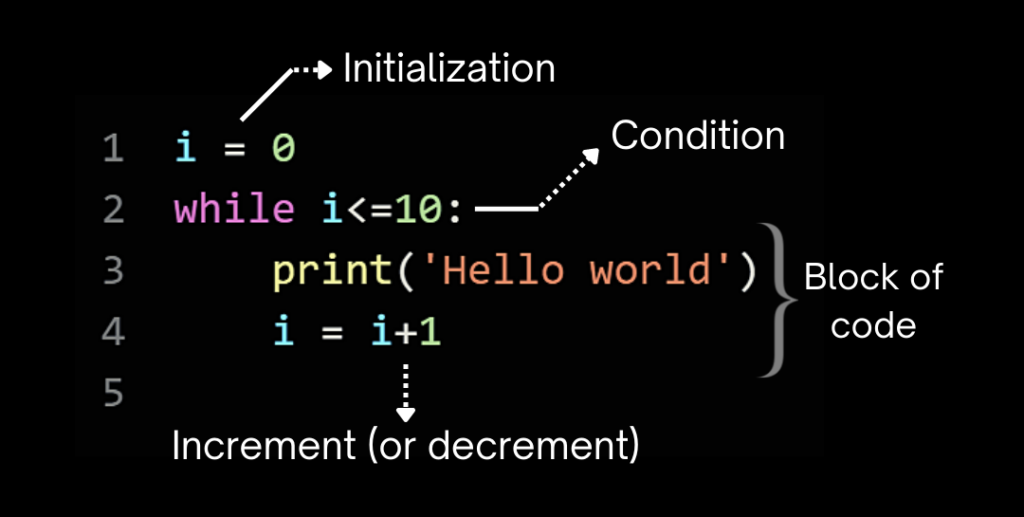 Initialization
1 i = 0
Condition
2 while i<=10:
3     print('Hello world')
Block of
code
4     i = i+1
5
Increment (or decrement)